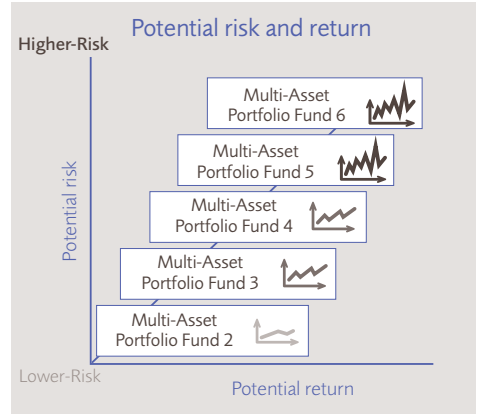 Potential risk and return
Higher-Risk
Multi-Asset
Portfolio Fund 6
Multi-Asset
Portfolio Fund 5
Multi-Asset
Portfolio Fund 4
Multi-Asset
Portfolio Fund 3
Multi-Asset
Portfolio Fund 2
Potential risk
Lower-Risk
Potential return